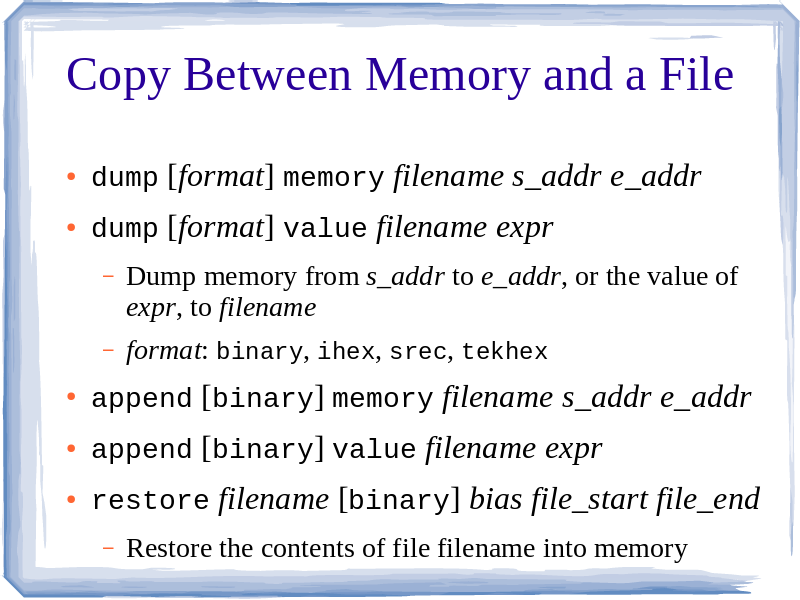 Copy Between Memory and a File
• dump [format] memory filename s_addr e_addr
• dump [format] value filename expr
– Dump memory from s_addr to e_addr, or the value of
expr, to filename
– format: binary, ihex, srec, tekhex
• append [binary] memory filename s_addr e_addr
• append [binary] value filename expr
• restore filename [binary] bias file_start file_end
– Restore the contents of file filename into memory